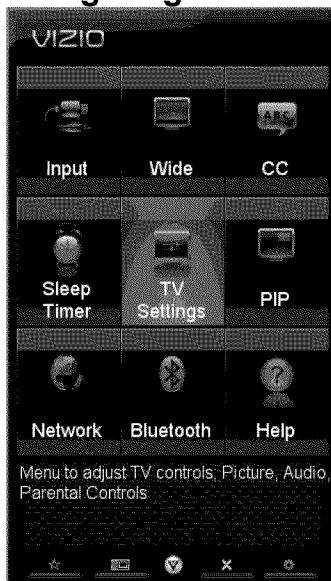 VIZIO
Input Wide CC
Sleep TV PIP
Timer Settings
Network Bluetooth Help
Menu to adjust TV controls, Picture, Audio,
Parental Controls